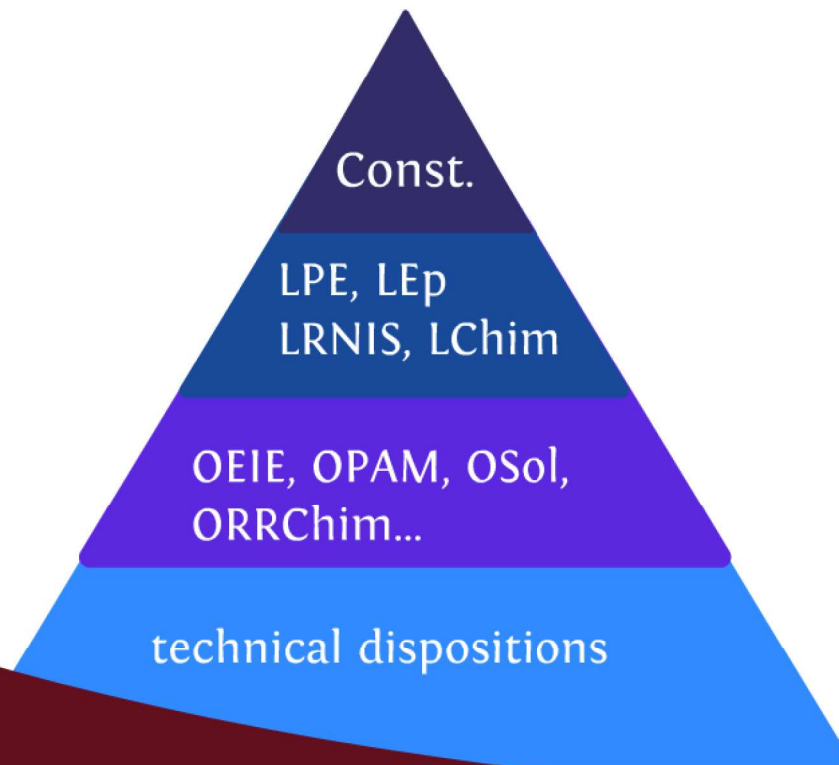 Const.
LPE, LEp
LRNIS, LChim
OEIE, OPAM, OSol,
ORRChim...
technical dispositions